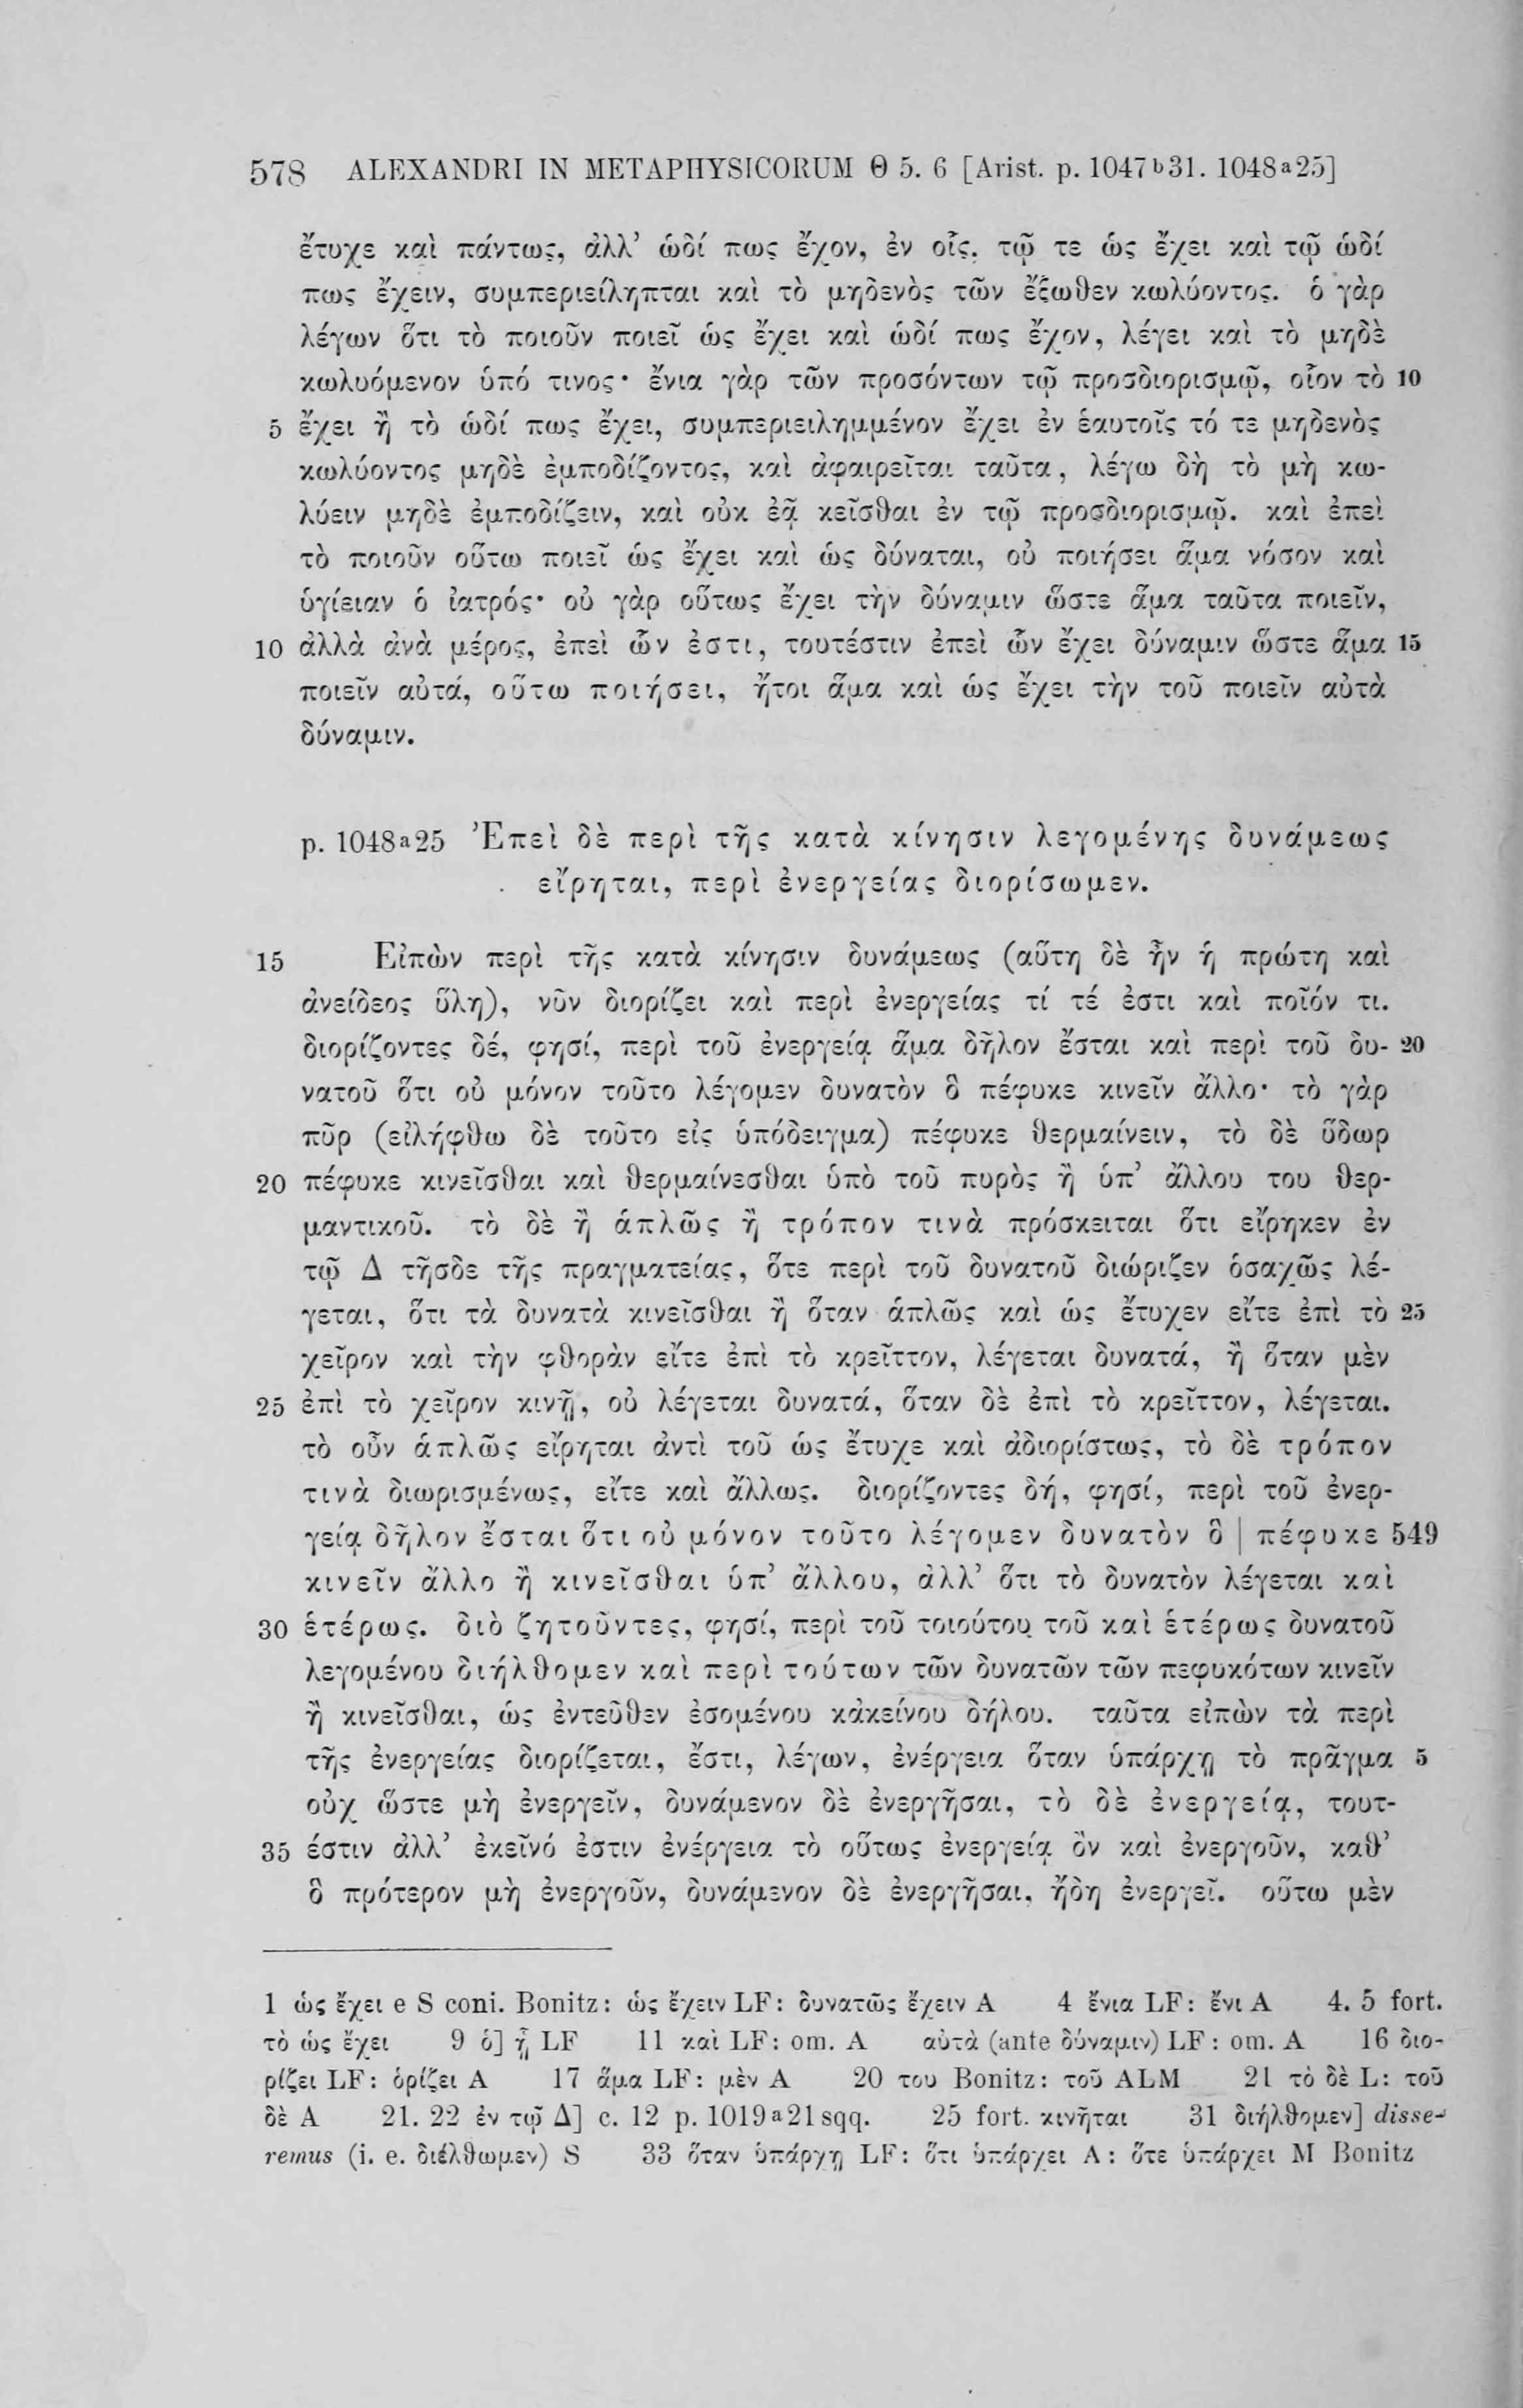 578 ALEXANDRI IN METAPHYSICORUM Θ 5. 6 [Arist. p. 1047b31. 1048a25]
ἔτυχε καὶ πάντως, ἀλλ’ ὡδί πως ἔχον, ἐν οἷς, τῷ τε ὡς ἔχει καὶ τῷ ὡδί
πως ἔχειν, συμπεριείληπται καὶ τὸ μηδενὸς τῶν ἔξωθεν κωλύοντος. ὁ γὰρ
λέγων ὅτι τὸ ποιοῦν ποιεῖ ὡς ἔχει καὶ ὡδί πως ἔχον, λέγει καὶ τὸ μηδὲ
κωλυόμενον ὑπό τινος· ἔνια γὰρ τῶν προσόντων τῷ προσδιορισμῷ, οἷον τὸ 10
5 ἔχει ἢ τὸ ὡδί πως ἔχει, συμπεριειλημμένον ἔχει ἐν ἑαυτοῖς τό τε μηδενὸς
κωλύοντος μηδὲ ἐμποδίζοντος, καὶ ἀφαιρεῖται ταῦτα, λέγω δὴ τὸ μὴ κω-
λύειν μηδὲ ἐμποδίζειν, καὶ οὐκ ἐᾷ κεῖσθαι ἐν τῷ προσδιορισμῷ. καὶ ἐπεὶ
τὸ ποιοῦν οὕτω ποιεῖ ὡς ἔχει καὶ ὡς δύναται, οὐ ποιήσει ἅμα νόσον καὶ
ὑγίειαν ὁ ἰατρός· οὐ γὰρ οὕτως ἔχει τὴν δύναμιν ὥστε ἅμα ταῦτα ποιεῖν,
10 ἀλλὰ ἀνὰ μέρος, ἐπεὶ ὧν ἐστι, τουτέστιν ἐπεὶ ὧν ἔχει δύναμιν ὥστε ἅμα 15
ποιεῖν αὐτά, οὕτω ποιήσει, ἤτοι ἅμα καὶ ὡς ἔχει τὴν τοῦ ποιεῖν αὐτὰ
δύναμιν.
p. 1048a25 Ἐπεὶ δὲ περὶ τῆς κατὰ κίνησιν λεγομένης δυνάμεως
εἴρηται, περὶ ἐνεργείας διορίσωμεν.
15 Εἰπὼν περὶ τῆς κατὰ κίνησιν δυνάμεως (αὕτη δὲ ἦν ἡ πρώτη καὶ
ἀνείδεος ὕλη), νῦν διορίζει καὶ περὶ ἐνεργείας τί τέ ἐστι καὶ ποῖόν τι.
διορίζοντες δέ, φησί, περὶ τοῦ ἐνεργείᾳ ἅμα δῆλον ἔσται καὶ περὶ τοῦ δυ- 20
νατοῦ ὅτι οὐ μόνον τοῦτο λέγομεν δυνατὸν ὃ πέφυκε κινεῖν ἄλλο· τὸ γὰρ
πῦρ (εἰλήφθω δὲ τοῦτο εἰς ὑπόδειγμα) πέφυκε θερμαίνειν, τὸ δὲ ὕδωρ
20 πέφυκε κινεῖσθαι καὶ θερμαίνεσθαι ὑπὸ τοῦ πυρὸς ἢ ὑπ’ ἄλλου του θερ-
μαντικοῦ. τὸ δὲ ἢ ἁπλῶς ἢ τρόπον τινὰ πρόσκειται ὅτι εἴρηκεν ἐν
τῷ Δ τῆσδε τῆς πραγματείας, ὅτε περὶ τοῦ δυνατοῦ διώριζεν ὁσαχῶς λέ-
γεται, ὅτι τὰ δυνατὰ κινεῖσθαι ἢ ὅταν ἁπλῶς καὶ ὡς ἔτυχεν εἴτε ἐπὶ τὸ 25
χεῖρον καὶ τὴν φθορὰν εἴτε ἐπὶ τὸ κρεῖττον, λέγεται δυνατά, ἢ ὅταν μὲν
25 ἐπὶ τὸ χεῖρον κινῇ, οὐ λέγεται δυνατά, ὅταν δὲ ἐπὶ τὸ κρεῖττον, λέγεται.
τὸ οὖν ἁπλῶς εἴρηται ἀντὶ τοῦ ὡς ἔτυχε καὶ ἀδιορίστως, τὸ δὲ τρόπον
τινὰ διωρισμένως, εἴτε καὶ ἄλλως. διορίζοντες δή, φησί, περὶ τοῦ ἐνερ-
γείᾳ δῆλον ἔσται ὅτι οὐ μόνον τοῦτο λέγομεν δυνατὸν ὃ | πέφυκε 549
κινεῖν ἄλλο ἢ κινεῖσθαι ὑπ’ ἄλλου, ἀλλ’ ὅτι τὸ δυνατὸν λέγεται καὶ
30 ἑτέρως. διὸ ζητοῦντες, φησί, περὶ τοῦ τοιούτου τοῦ καὶ ἑτέρως δυνατοῦ
λεγομένου διήλθομεν καὶ περὶ τούτων τῶν δυνατῶν τῶν πεφυκότων κινεῖν
ἢ κινεῖσθαι, ὡς ἐντεῦθεν ἐσομένου κἀκείνου δήλου. ταῦτα εἰπὼν τὰ περὶ
τῆς ἐνεργείας διορίζεται, ἔστι, λέγων, ἐνέργεια ὅταν ὑπάρχῃ τὸ πρᾶγμα 5
οὐχ ὥστε μὴ ἐνεργεῖν, δυνάμενον δὲ ἐνεργῆσαι, τὸ δὲ ἐνεργείᾳ, τουτ-
35 έστιν ἀλλ’ ἐκεῖνό ἐστιν ἐνέργεια τὸ οὕτως ἐνεργείᾳ ὂν καὶ ἐνεργοῦν, καθ’
ὃ πρότερον μὴ ἐνεργοῦν, δυνάμενον δὲ ἐνεργῆσαι, ἤδη ἐνεργεῖ. οὕτω μὲν
1 ὡς ἔχει e S coni. Bonitz: ὡς ἔχειν LF: δυνατῶς ἔχειν A 4 ἔνια LF: ἔνι A 4. 5 fort.
τὸ ὡς ἔχει 9 ὁ] ᾗ LF 11 καὶ LF: om. A αὐτὰ (ante δύναμιν) LF: om. A 16 διο-
ρίζει LF: ὁρίζει A 17 ἅμα LF: μὲν A 20 του Bonitz: τοῦ ALM 21 τὸ δὲ L: τοῦ
δὲ A 21. 22 ἐν τῷ Δ] c. 12 p. 1019a21 sqq. 25 fort. κινῆται 31 διήλθομεν] disse-
remus (i. e. διέλθωμεν) S 33 ὅταν ὑπάρχῃ LF: ὅτι ὑπάρχει A: ὅτε ὑπάρχει M Bonitz